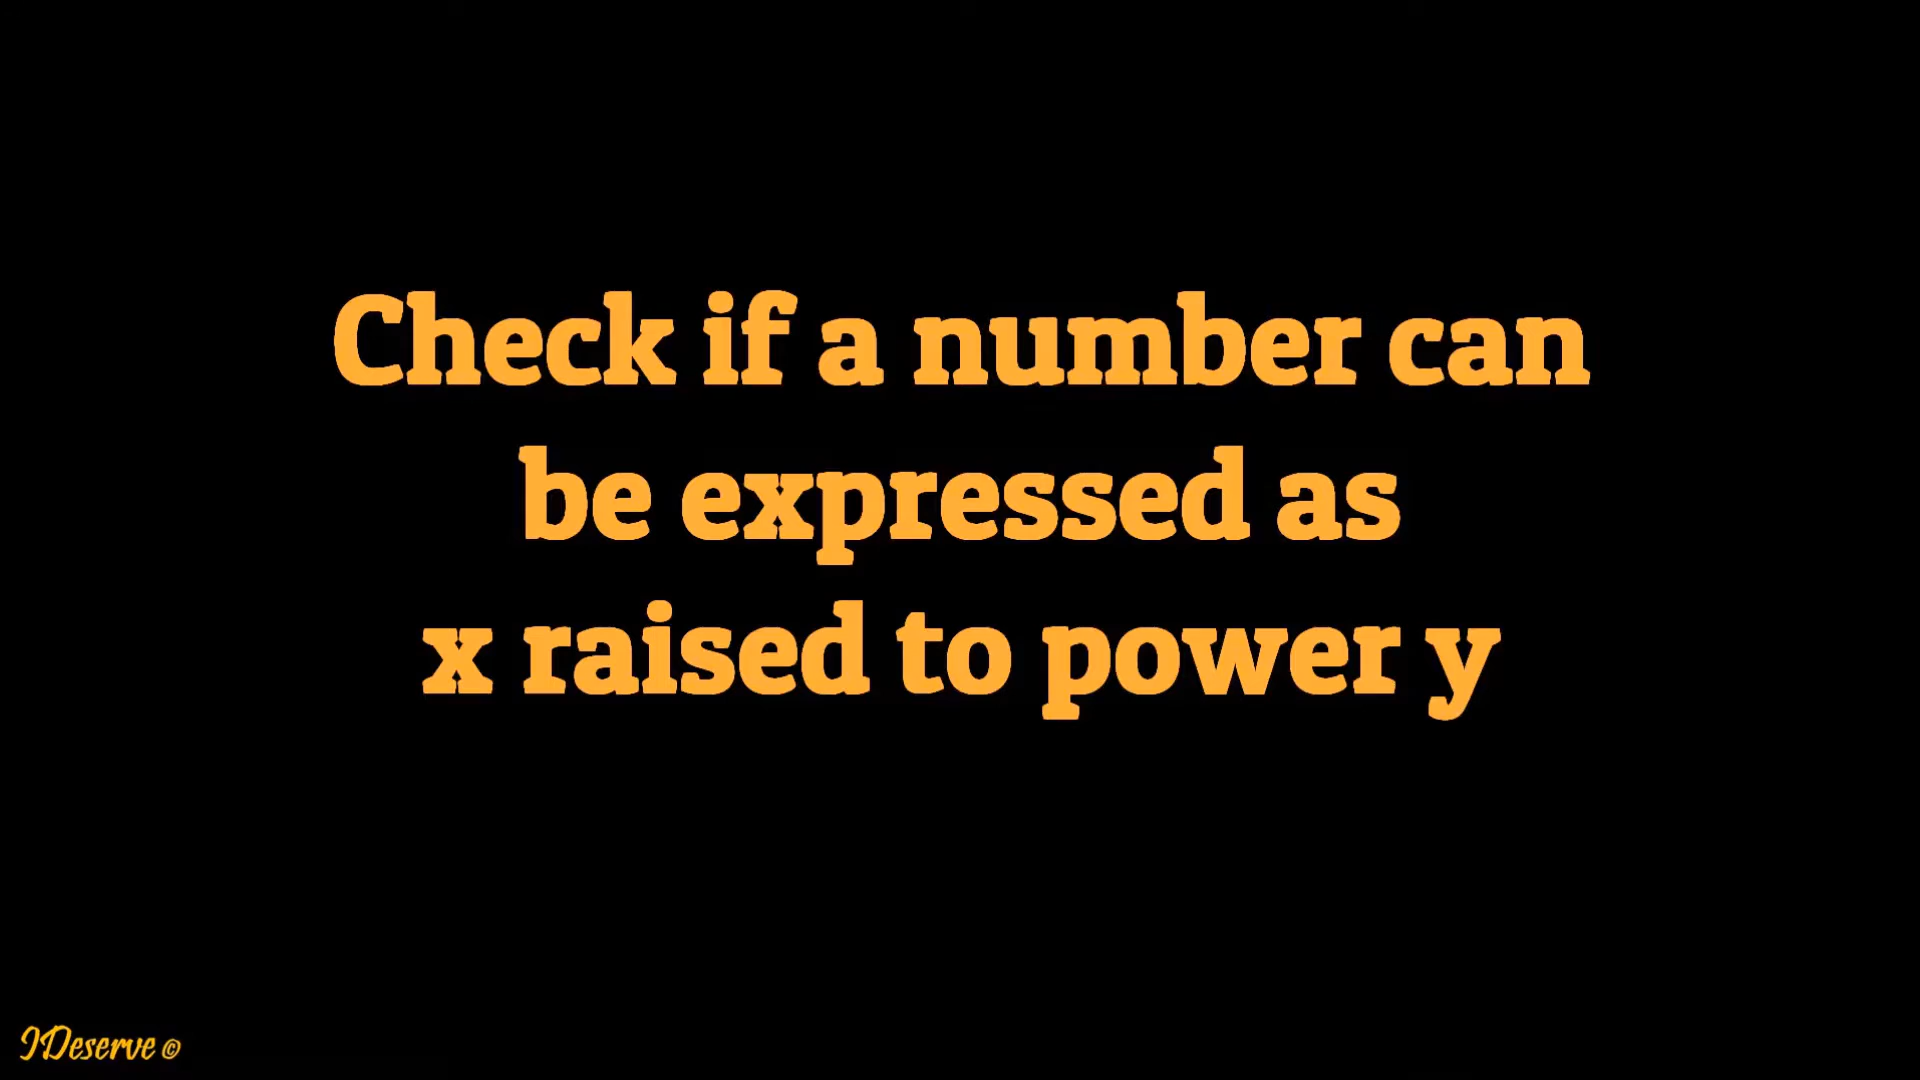 Check if a number can
be expressed as
x raised to power y
IDeserve ©